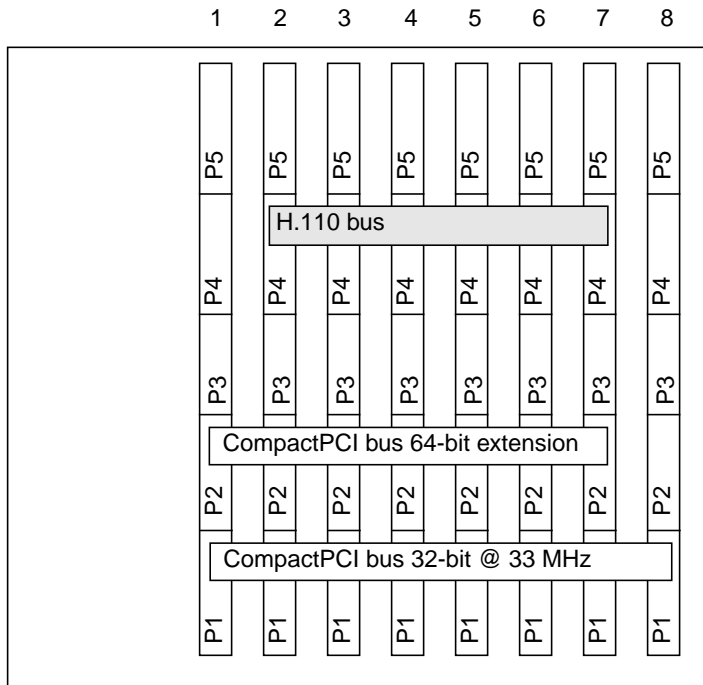 1 2 3 4 5 6 7 8
P5 P5 P5 P5 P5 P5 P5 P5
H.110 bus
P4 P4 P4 P4 P4 P4 P4 P4
P3 P3 P3 P3 P3 P3 P3 P3
CompactPCI bus 64-bit extension
P2 P2 P2 P2 P2 P2 P2 P2
CompactPCI bus 32-bit @ 33 MHz
P1 P1 P1 P1 P1 P1 P1 P1